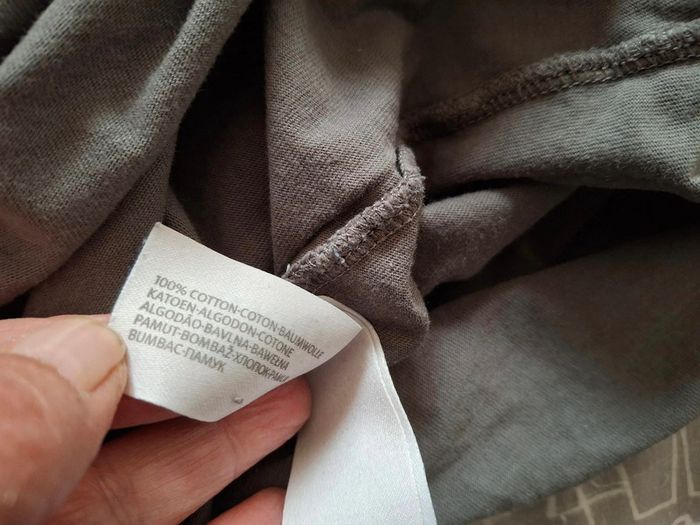 100% COTTON-COTON-BAUMWOLLE
KATOEN-ALGODON-COTONE
ALGODÃO-BAVLNA-BAWEŁNA
PAMUT-BOMBAŽ-ХЛОПОК-
BUMBAC-ПАМУК